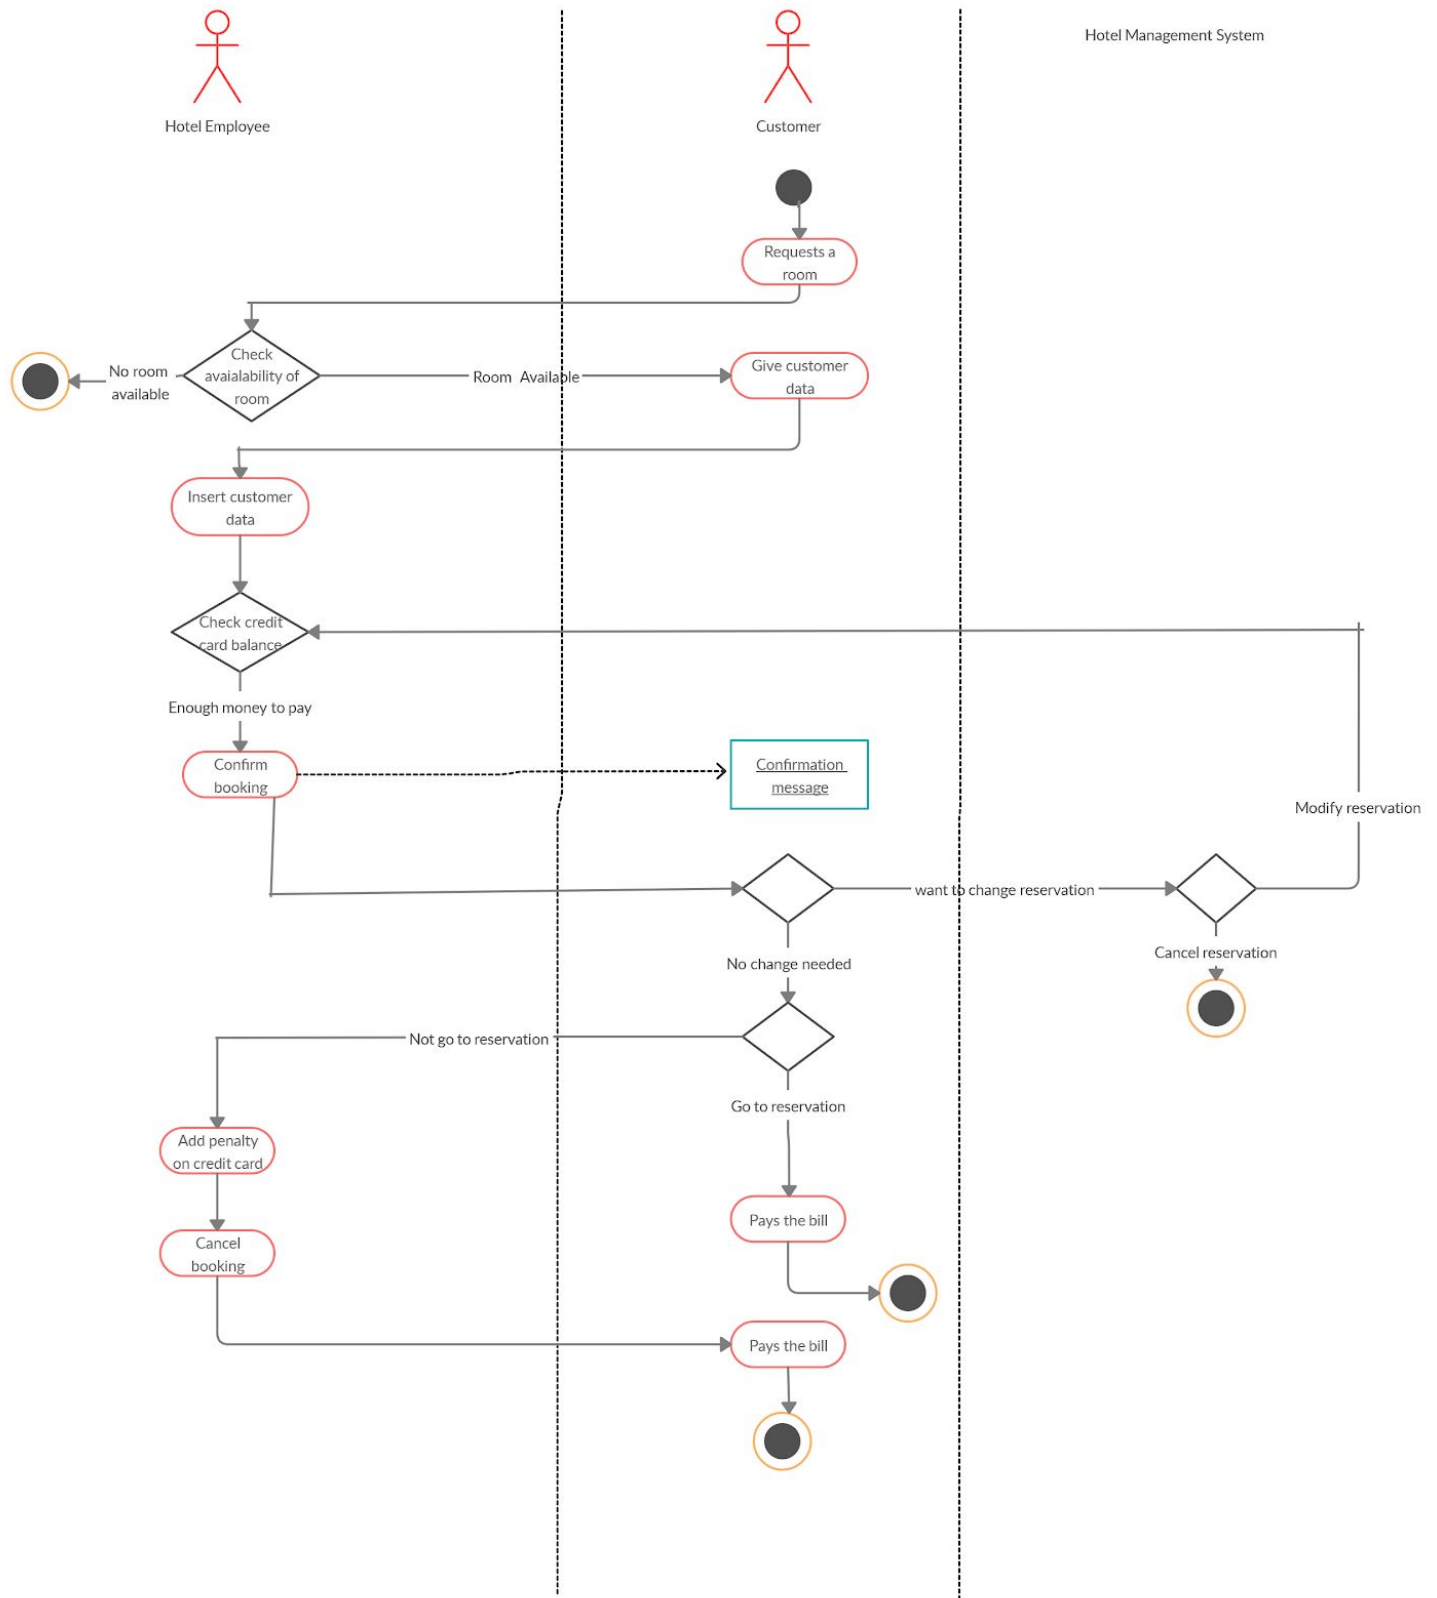 Hotel Management System
Hotel Employee
Customer
Requests a
room
Check
avaialability of
room
No room
available
Room Available
Give customer
data
Insert customer
data
Check credit
card balance
Enough money to pay
Confirm
booking
Confirmation
message
Modify reservation
want to change reservation
Cancel reservation
No change needed
Not go to reservation
Go to reservation
Add penalty
on credit card
Pays the bill
Cancel
booking
Pays the bill